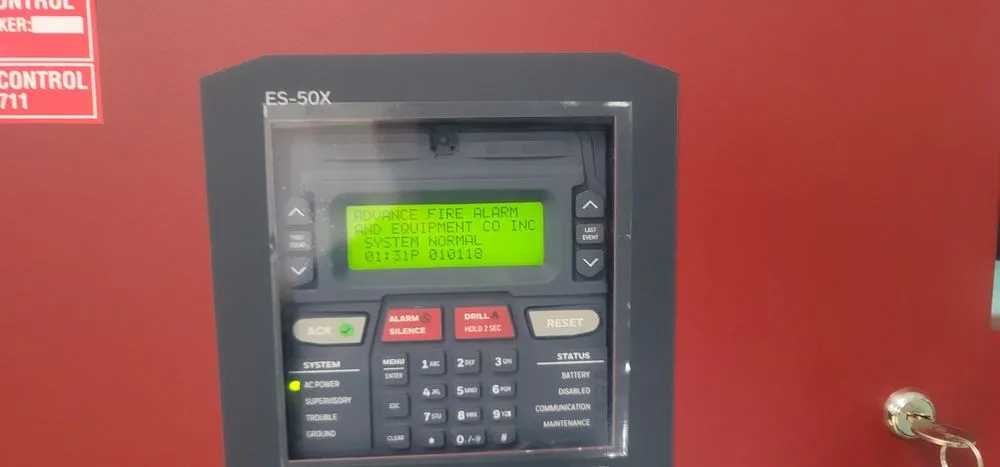 KER:
CONTROL
711
ES-50X
ADVANCE FIRE ALARM
AND EQUIPMENT CO INC
SYSTEM NORMAL
01:31P 010118
LAST
EVENT
ACK
ALARM
SILENCE
DRILL
HOLD 2 SEC
RESET
SYSTEM
AC POWER
SUPERVISORY
TROUBLE
GROUND
MENU
ENTER
ESC
CLEAR
1 ABC 2 DEF 3 GHI
4 JKL 5 MNO 6 PQR
7 STU 8 VWX 9 YZ
* 0 #
STATUS
BATTERY
DISABLED
COMMUNICATION
MAINTENANCE